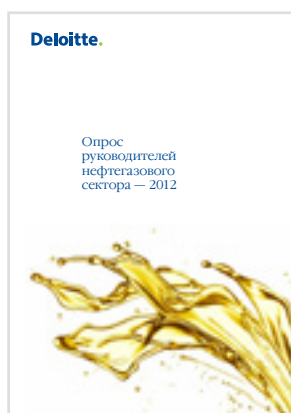 Deloitte.
Опрос
руководителей
нефтегазового
сектора — 2012